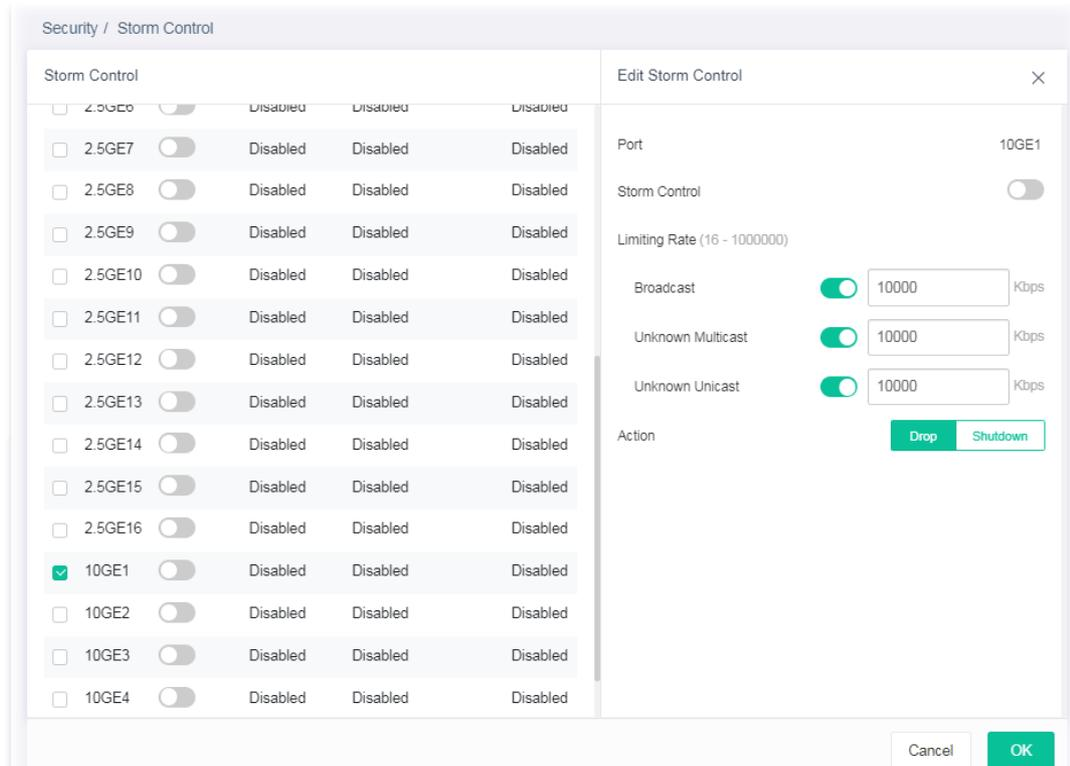 Security / Storm Control
Storm Control
2.5GE6 Disabled Disabled Disabled
2.5GE7 Disabled Disabled Disabled
2.5GE8 Disabled Disabled Disabled
2.5GE9 Disabled Disabled Disabled
2.5GE10 Disabled Disabled Disabled
2.5GE11 Disabled Disabled Disabled
2.5GE12 Disabled Disabled Disabled
2.5GE13 Disabled Disabled Disabled
2.5GE14 Disabled Disabled Disabled
2.5GE15 Disabled Disabled Disabled
2.5GE16 Disabled Disabled Disabled
10GE1 Disabled Disabled Disabled
10GE2 Disabled Disabled Disabled
10GE3 Disabled Disabled Disabled
10GE4 Disabled Disabled Disabled
Edit Storm Control
Port 10GE1
Storm Control
Limiting Rate (16 - 1000000)
Broadcast 10000 Kbps
Unknown Multicast 10000 Kbps
Unknown Unicast 10000 Kbps
Action Drop Shutdown
Cancel OK